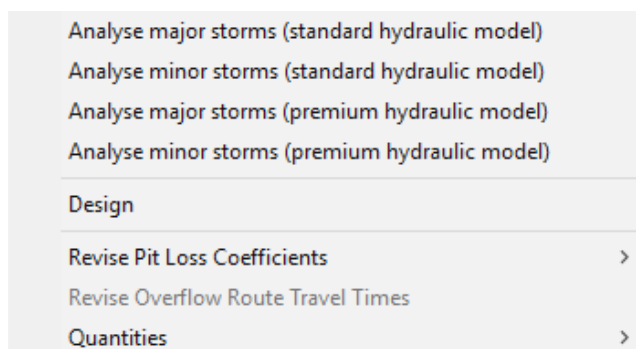 Analyse major storms (standard hydraulic model)
Analyse minor storms (standard hydraulic model)
Analyse major storms (premium hydraulic model)
Analyse minor storms (premium hydraulic model)
Design
Revise Pit Loss Coefficients
Revise Overflow Route Travel Times
Quantities